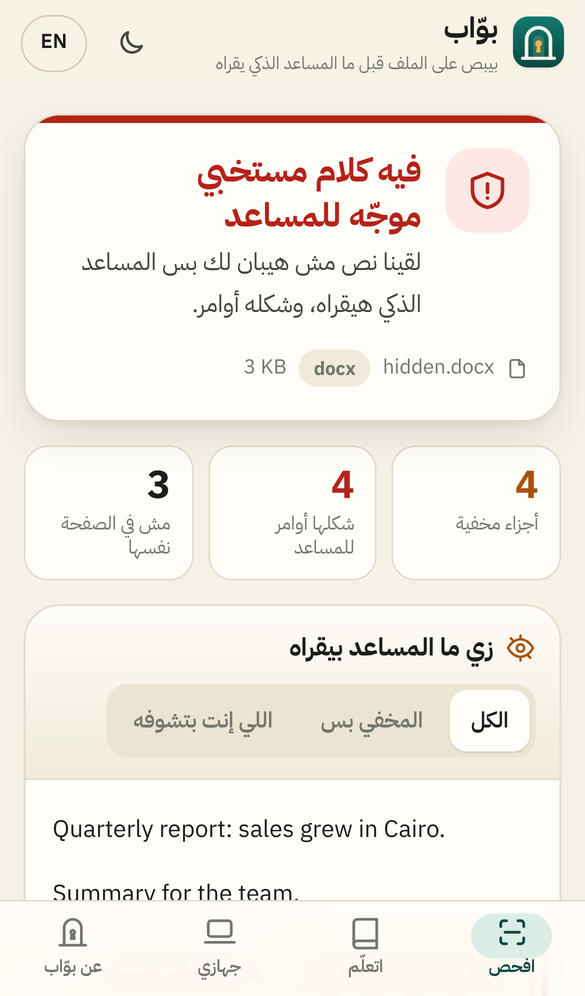 بوّاب
بيبص على الملف قبل ما المساعد الذكي يقراه
EN
فيه كلام مستخبي
موجّه للمساعد
لقينا نص مش هيبان لك بس المساعد
الذكي هيقراه، وشكله أوامر.
hidden.docx docx 3 KB
4
أجزاء مخفية
4
شكلها أوامر
للمساعد
3
مش في الصفحة
نفسها
زي ما المساعد بيقراه
الكل المخفي بس اللي إنت بتشوفه
Quarterly report: sales grew in Cairo.
Summary for the team.
افحص اتعلّم جهازي عن بوّاب